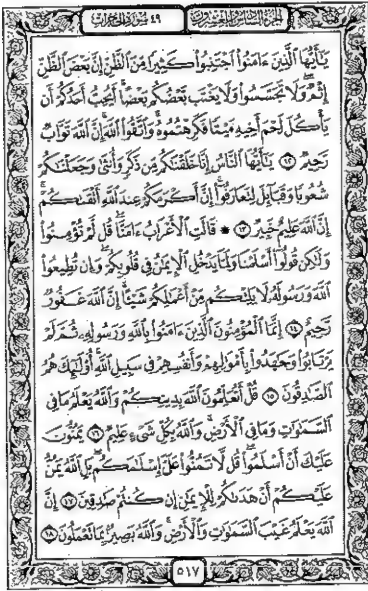 الجزء السادس والعشرون ٤٩ سورة الحجرات
يَٰٓأَيُّهَا ٱلَّذِينَ ءَامَنُوا۟ ٱجْتَنِبُوا۟ كَثِيرًا مِّنَ ٱلظَّنِّ إِنَّ بَعْضَ ٱلظَّنِّ
إِثْمٌ ۖ وَلَا تَجَسَّسُوا۟ وَلَا يَغْتَب بَّعْضُكُم بَعْضًا ۚ أَيُحِبُّ أَحَدُكُمْ أَن
يَأْكُلَ لَحْمَ أَخِيهِ مَيْتًا فَكَرِهْتُمُوهُ ۚ وَٱتَّقُوا۟ ٱللَّهَ ۚ إِنَّ ٱللَّهَ تَوَّابٌ
رَّحِيمٌ ١٢ يَٰٓأَيُّهَا ٱلنَّاسُ إِنَّا خَلَقْنَٰكُم مِّن ذَكَرٍ وَأُنثَىٰ وَجَعَلْنَٰكُمْ
شُعُوبًا وَقَبَآئِلَ لِتَعَارَفُوٓا۟ ۚ إِنَّ أَكْرَمَكُمْ عِندَ ٱللَّهِ أَتْقَىٰكُمْ ۚ
إِنَّ ٱللَّهَ عَلِيمٌ خَبِيرٌ ١٣ ۞ قَالَتِ ٱلْأَعْرَابُ ءَامَنَّا ۖ قُل لَّمْ تُؤْمِنُوا۟
وَلَٰكِن قُولُوٓا۟ أَسْلَمْنَا وَلَمَّا يَدْخُلِ ٱلْإِيمَٰنُ فِى قُلُوبِكُمْ ۖ وَإِن تُطِيعُوا۟
ٱللَّهَ وَرَسُولَهُۥ لَا يَلِتْكُم مِّنْ أَعْمَٰلِكُمْ شَيْـًٔا ۚ إِنَّ ٱللَّهَ غَفُورٌ
رَّحِيمٌ ١٤ إِنَّمَا ٱلْمُؤْمِنُونَ ٱلَّذِينَ ءَامَنُوا۟ بِٱللَّهِ وَرَسُولِهِۦ ثُمَّ لَمْ
يَرْتَابُوا۟ وَجَٰهَدُوا۟ بِأَمْوَٰلِهِمْ وَأَنفُسِهِمْ فِى سَبِيلِ ٱللَّهِ ۚ أُو۟لَٰٓئِكَ هُمُ
ٱلصَّٰدِقُونَ ١٥ قُلْ أَتُعَلِّمُونَ ٱللَّهَ بِدِينِكُمْ وَٱللَّهُ يَعْلَمُ مَا فِى
ٱلسَّمَٰوَٰتِ وَمَا فِى ٱلْأَرْضِ ۚ وَٱللَّهُ بِكُلِّ شَىْءٍ عَلِيمٌ ١٦ يَمُنُّونَ
عَلَيْكَ أَنْ أَسْلَمُوا۟ ۖ قُل لَّا تَمُنُّوا۟ عَلَىَّ إِسْلَٰمَكُم ۖ بَلِ ٱللَّهُ يَمُنُّ
عَلَيْكُمْ أَنْ هَدَىٰكُمْ لِلْإِيمَٰنِ إِن كُنتُمْ صَٰدِقِينَ ١٧ إِنَّ
ٱللَّهَ يَعْلَمُ غَيْبَ ٱلسَّمَٰوَٰتِ وَٱلْأَرْضِ ۚ وَٱللَّهُ بَصِيرٌۢ بِمَا تَعْمَلُونَ ١٨
٥١٧